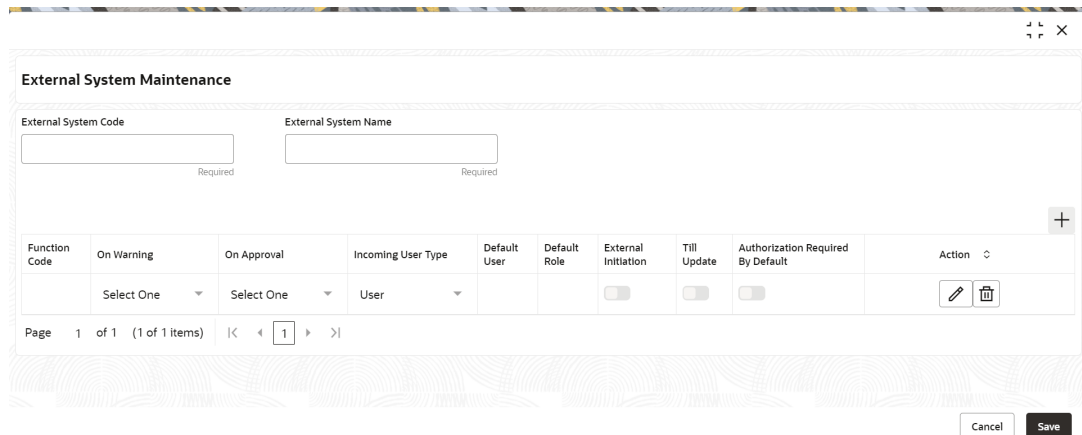 External System Maintenance
External System Code External System Name
Required Required
Function Code On Warning On Approval Incoming User Type Default User Default Role External Initiation Till Update Authorization Required By Default Action
Select One Select One User
Page 1 of 1 (1 of 1 items) 1
Cancel Save